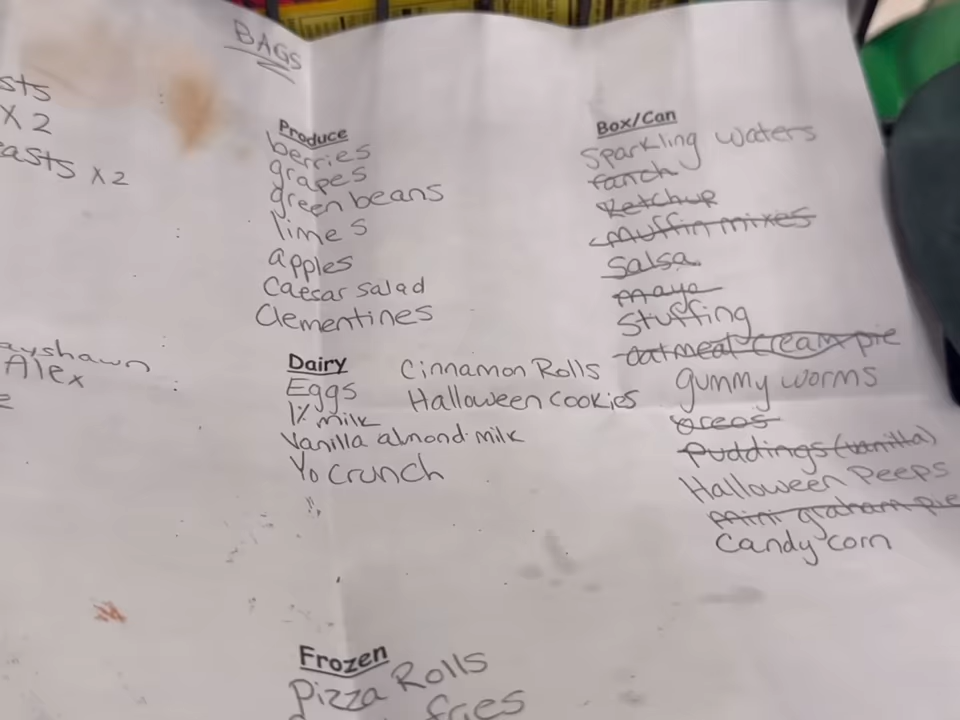 BAGS
X 2
X 2
Alex
Produce
berries
grapes
green beans
limes
apples
Caesar salad
Clementines
Dairy
Eggs
1% milk
Vanilla almond milk
Yo Crunch
Cinnamon Rolls
Halloween cookies
Box/Can
Sparkling waters
ranch
Ketchup
muffin mixes
Salsa
mayo
Stuffing
oatmeal cream pie
gummy worms
oreos
Puddings (vanilla)
Halloween Peeps
mini graham pie
Candy corn
Frozen
Pizza Rolls
fries